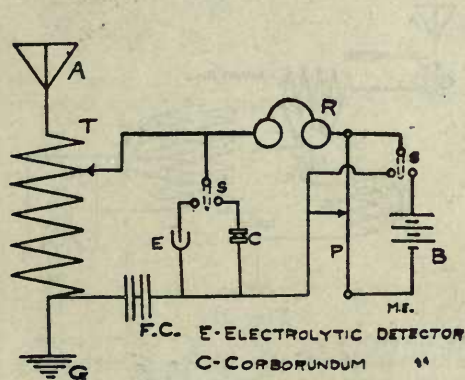 A
T
R
S
S
E
C
P
B
M.E.
F.C.
G
E-ELECTROLYTIC DETECTOR
C-CORBORUNDUM "